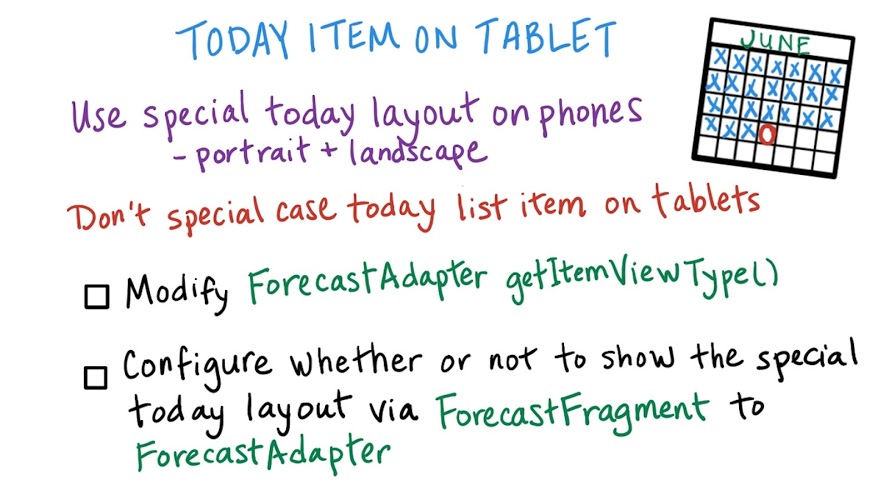 TODAY ITEM ON TABLET
JUNE
X X X X X X X
X X X X X X X
X X X X X X X
X X X O
Use special today layout on phones
- portrait + landscape
Don't special case today list item on tablets
Modify ForecastAdapter getItemViewType()
Configure whether or not to show the special
today layout via ForecastFragment to
ForecastAdapter